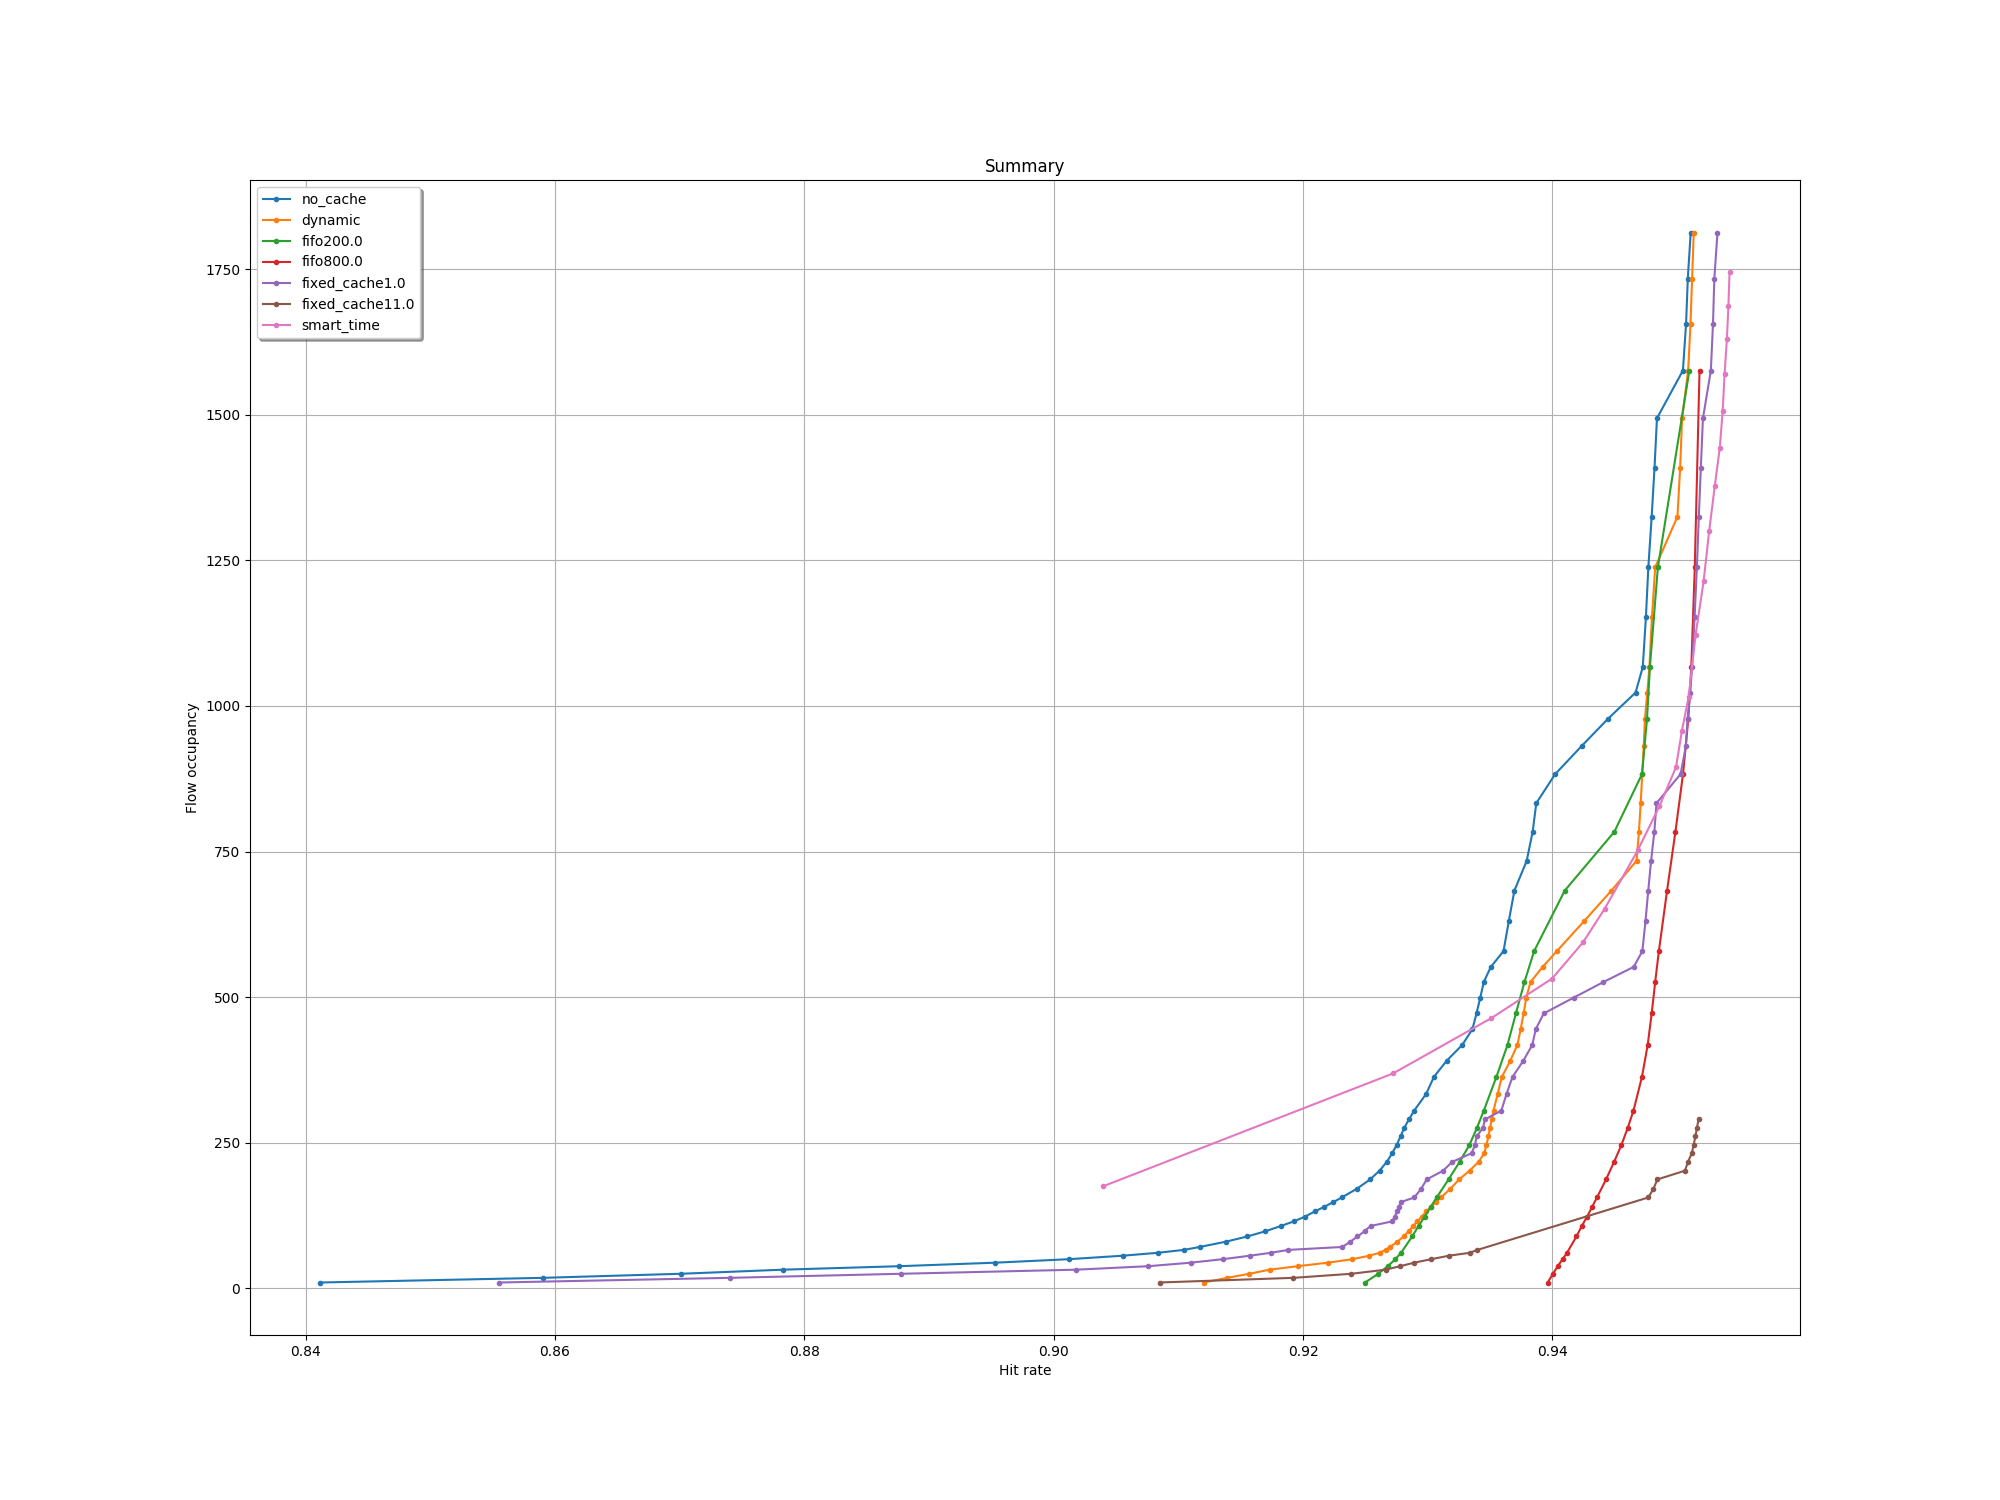 Summary
no_cache
dynamic
fifo200.0
fifo800.0
fixed_cache1.0
fixed_cache11.0
smart_time
1750
1500
1250
1000
750
500
250
0
Flow occupancy
0.84 0.86 0.88 0.90 0.92 0.94
Hit rate